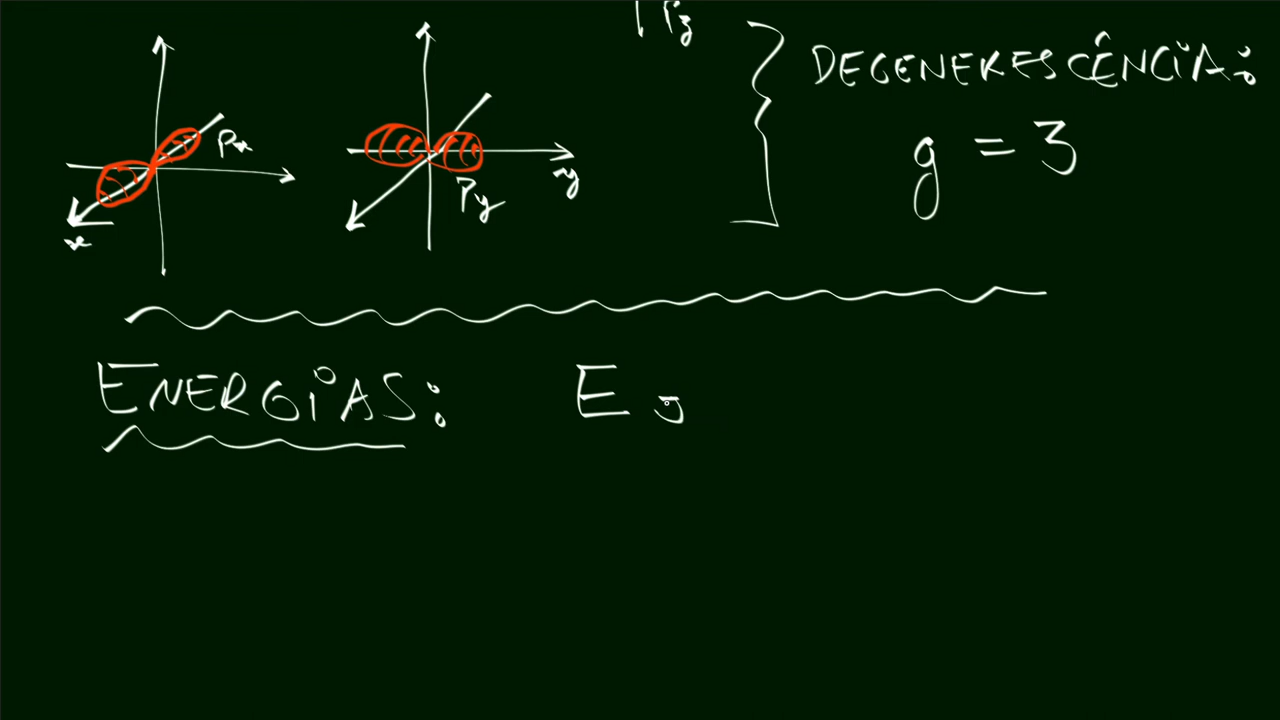 Pz
DEGENERESCÊNCIA:
g = 3
Px
x
Py
y
ENERGIAS: E